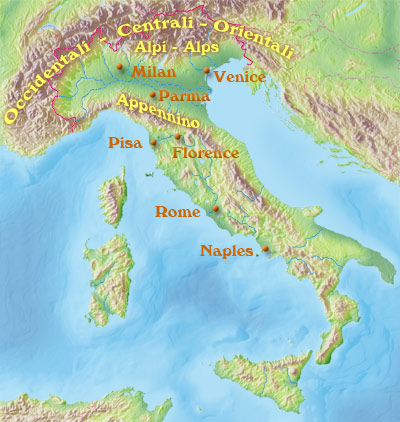 Occidentali - Centrali - Orientali
Alpi - Alps
Milan
Venice
Parma
Appennino
Pisa
Florence
Rome
Naples